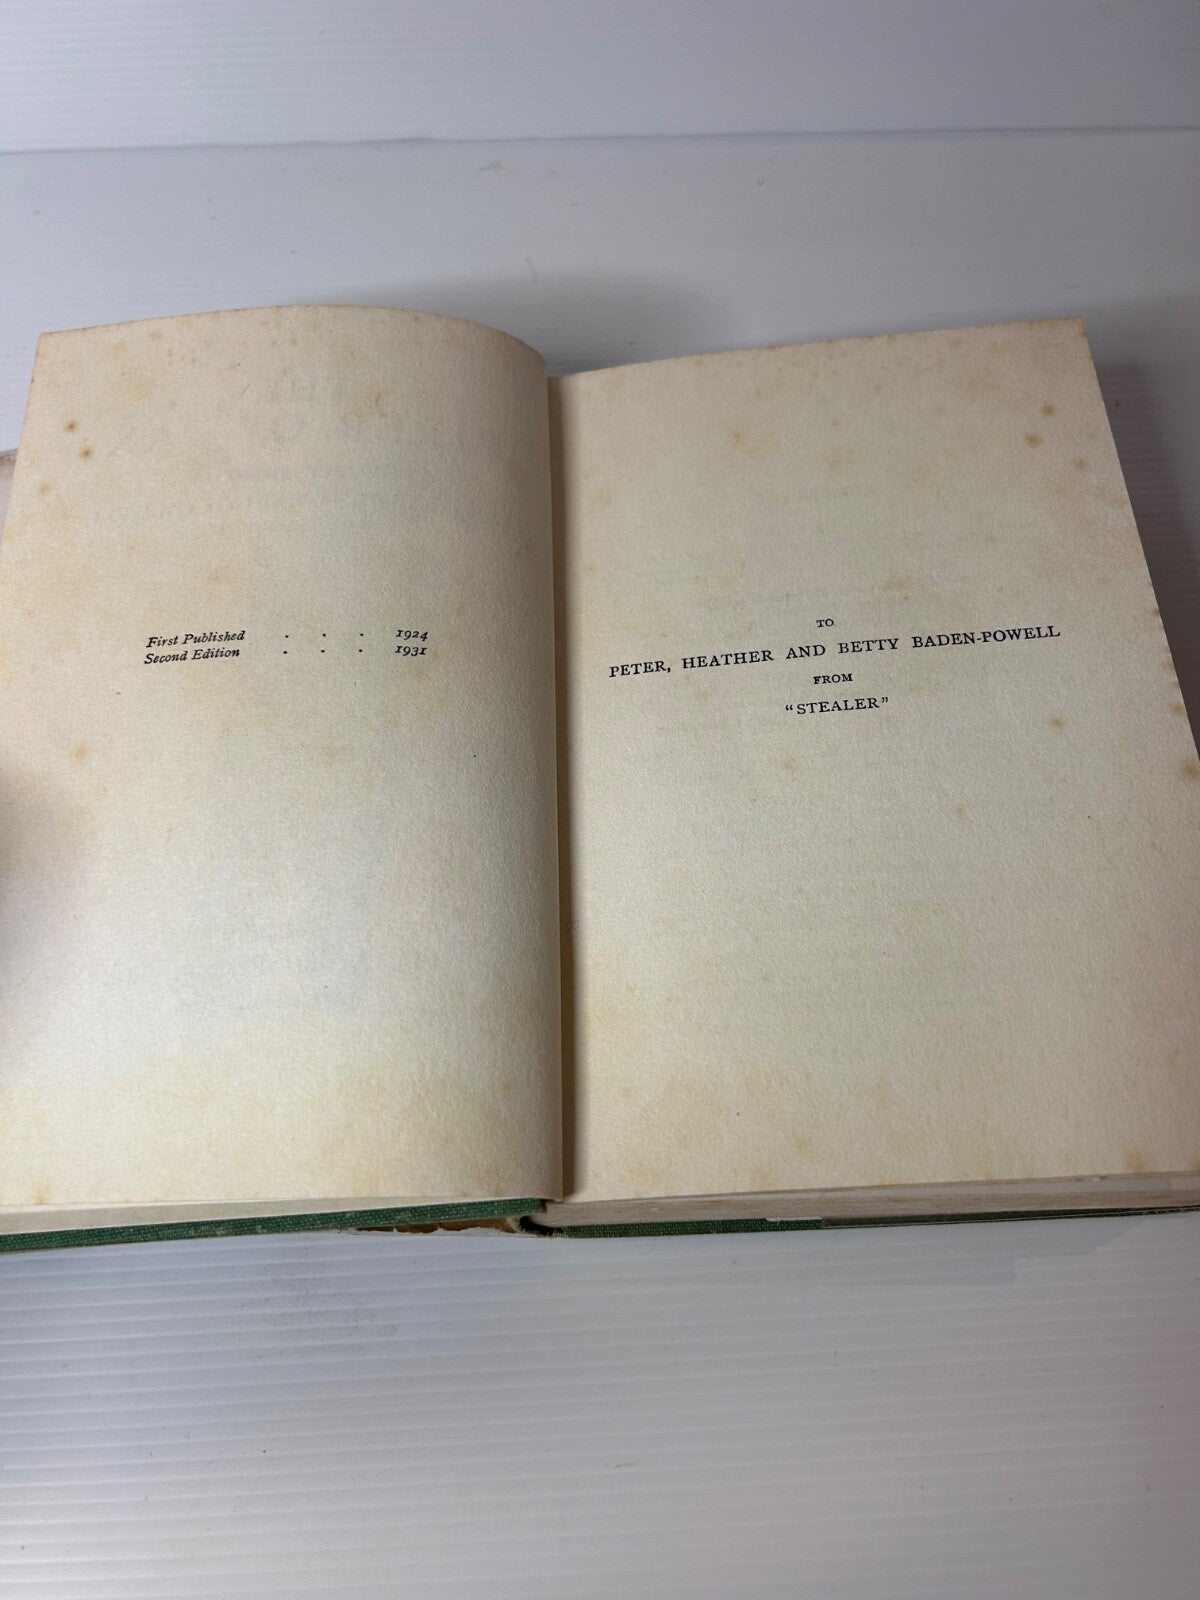 First Published . . . 1924
Second Edition . . . 1931
TO
PETER, HEATHER AND BETTY BADEN-POWELL
FROM
"STEALER"